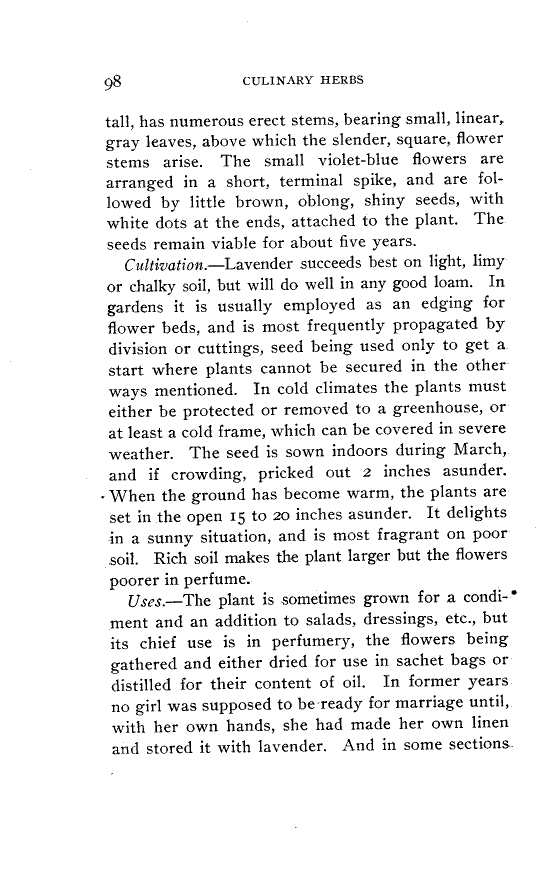 98 CULINARY HERBS
tall, has numerous erect stems, bearing small, linear,
gray leaves, above which the slender, square, flower
stems arise. The small violet-blue flowers are
arranged in a short, terminal spike, and are fol-
lowed by little brown, oblong, shiny seeds, with
white dots at the ends, attached to the plant. The
seeds remain viable for about five years.
Cultivation.—Lavender succeeds best on light, limy
or chalky soil, but will do well in any good loam. In
gardens it is usually employed as an edging for
flower beds, and is most frequently propagated by
division or cuttings, seed being used only to get a
start where plants cannot be secured in the other
ways mentioned. In cold climates the plants must
either be protected or removed to a greenhouse, or
at least a cold frame, which can be covered in severe
weather. The seed is sown indoors during March,
and if crowding, pricked out 2 inches asunder.
When the ground has become warm, the plants are
set in the open 15 to 20 inches asunder. It delights
in a sunny situation, and is most fragrant on poor
soil. Rich soil makes the plant larger but the flowers
poorer in perfume.
Uses.—The plant is sometimes grown for a condi-
ment and an addition to salads, dressings, etc., but
its chief use is in perfumery, the flowers being
gathered and either dried for use in sachet bags or
distilled for their content of oil. In former years
no girl was supposed to be ready for marriage until,
with her own hands, she had made her own linen
and stored it with lavender. And in some sections